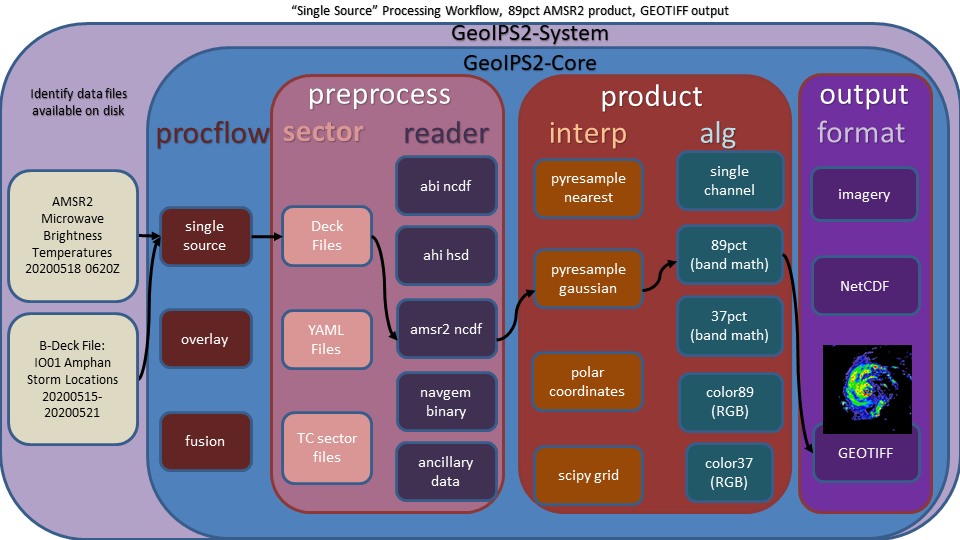 “Single Source” Processing Workflow, 89pct AMSR2 product, GEOTIFF output
GeoIPS2-System
GeoIPS2-Core
Identify data files
available on disk
AMSR2
Microwave
Brightness
Temperatures
20200518 0620Z
B-Deck File:
IO01 Amphan
Storm Locations
20200515-
20200521
procflow
single
source
overlay
fusion
preprocess
sector
Deck
Files
YAML
Files
TC sector
files
reader
abi ncdf
ahi hsd
amsr2 ncdf
navgem
binary
ancillary
data
product
interp
pyresample
nearest
pyresample
gaussian
polar
coordinates
scipy grid
alg
single
channel
89pct
(band math)
37pct
(band math)
color89
(RGB)
color37
(RGB)
output
format
imagery
NetCDF
GEOTIFF